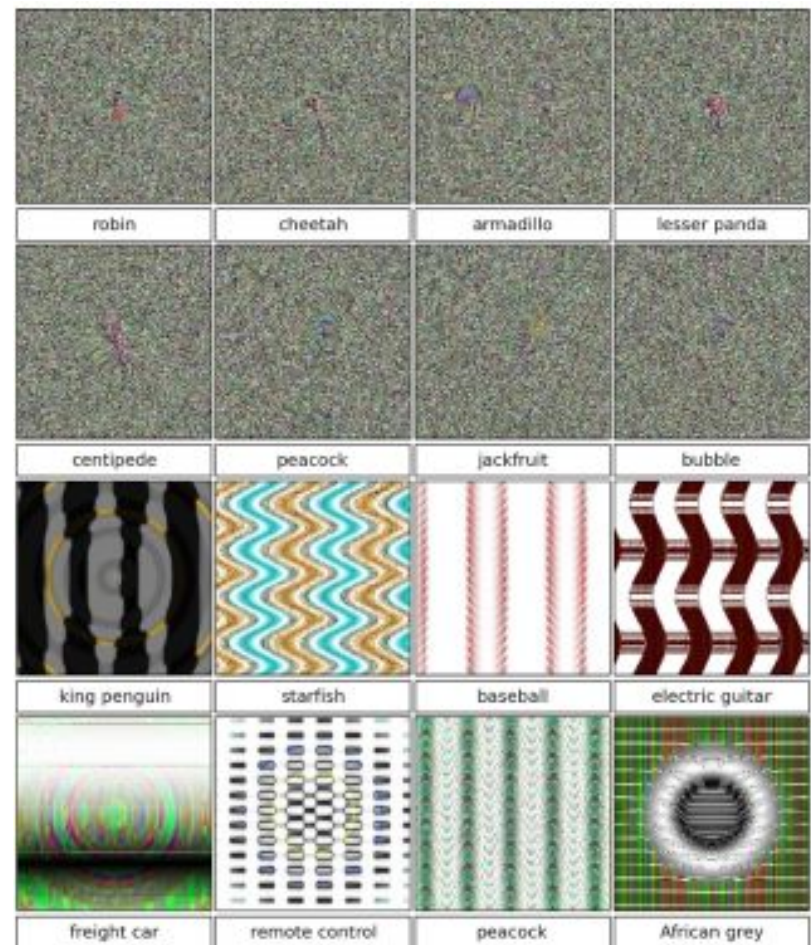 robin cheetah armadillo lesser panda
centipede peacock jackfruit bubble
king penguin starfish baseball electric guitar
freight car remote control peacock African grey